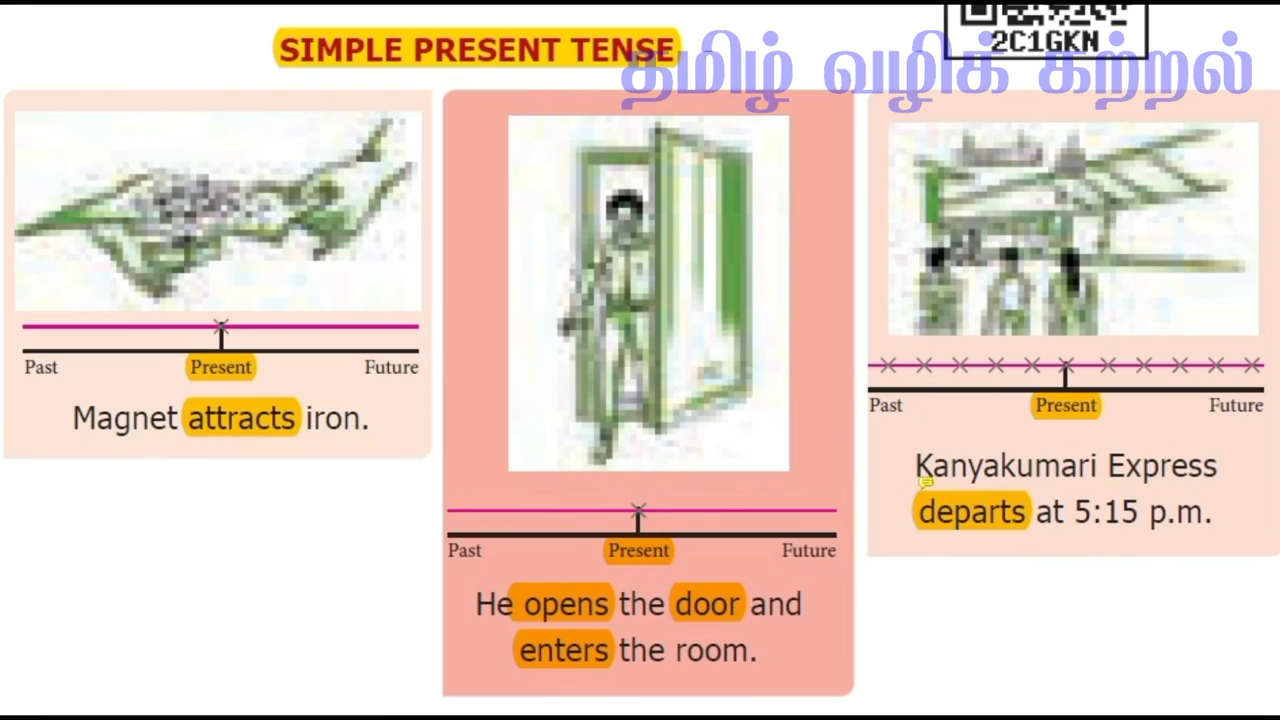 SIMPLE PRESENT TENSE
2C1GKN
தமிழ் வழிக் கற்றல்
Past Present Future
Magnet attracts iron.
Past Present Future
He opens the door and
enters the room.
Past Present Future
Kanyakumari Express
departs at 5:15 p.m.